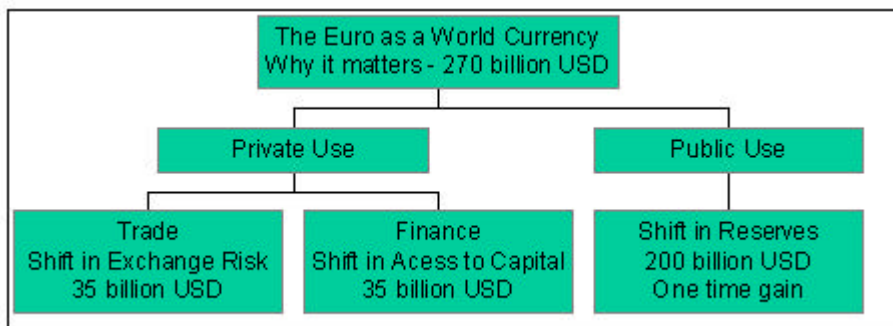 The Euro as a World Currency
Why it matters - 270 billion USD
Private Use
Public Use
Trade
Shift in Exchange Risk
35 billion USD
Finance
Shift in Acess to Capital
35 billion USD
Shift in Reserves
200 billion USD
One time gain